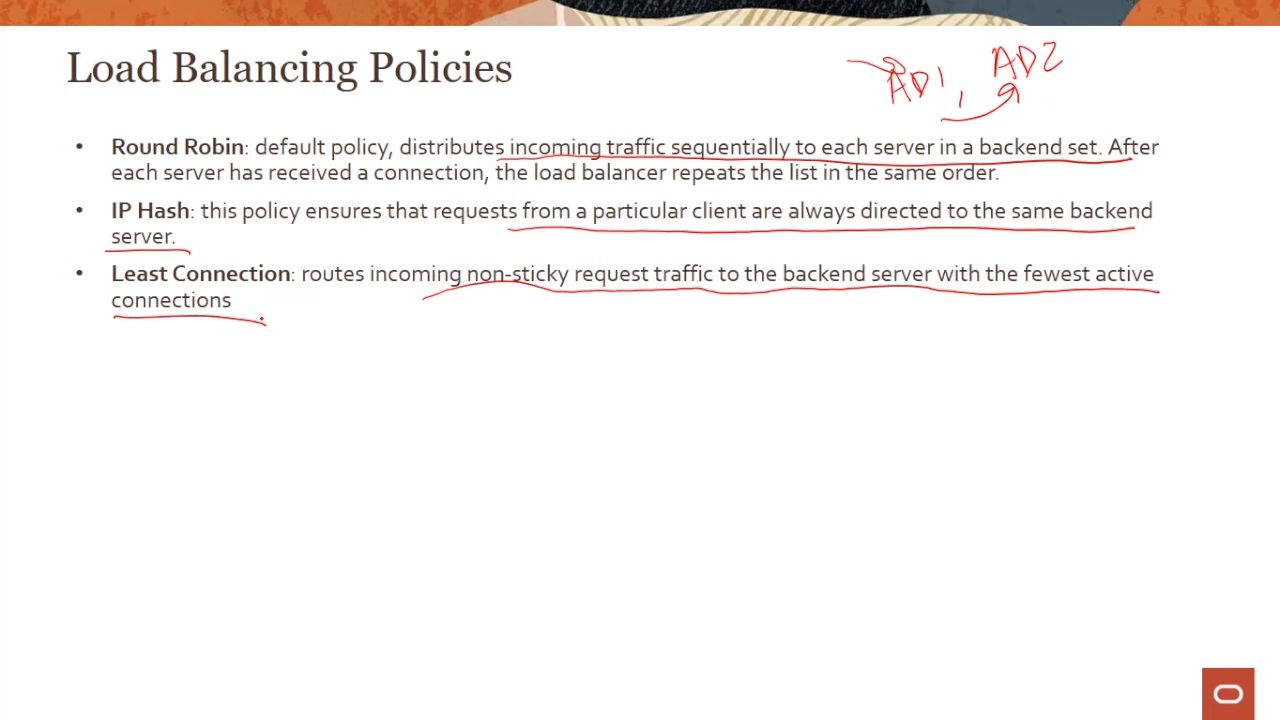 Load Balancing Policies
AD1, AD2
• Round Robin: default policy, distributes incoming traffic sequentially to each server in a backend set. After
each server has received a connection, the load balancer repeats the list in the same order.
• IP Hash: this policy ensures that requests from a particular client are always directed to the same backend
server.
• Least Connection: routes incoming non-sticky request traffic to the backend server with the fewest active
connections